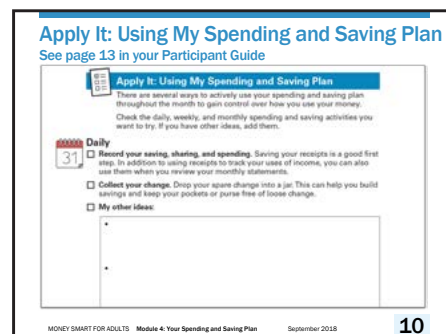 Apply It: Using My Spending and Saving Plan
See page 13 in your Participant Guide
Apply It: Using My Spending and Saving Plan
There are several ways to actively use your spending and saving plan
throughout the month to gain control over how you use your money.
Check the daily, weekly, and monthly spending and saving activities you
want to try. If you have other ideas, add them.
Daily
31
Record your saving, sharing, and spending. Saving your receipts is a good first
step. In addition to using receipts to track your uses of income, you can also
use them when you review your monthly statements.
Collect your change. Drop your spare change into a jar. This can help you build
savings and keep your pockets or purse free of loose change.
My other ideas:
•
•
MONEY SMART FOR ADULTS Module 4: Your Spending and Saving Plan September 2018 10